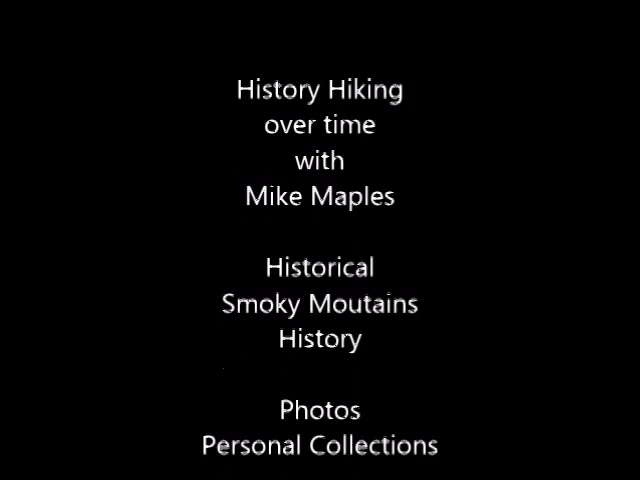 History Hiking
over time
with
Mike Maples
Historical
Smoky Moutains
History
Photos
Personal Collections